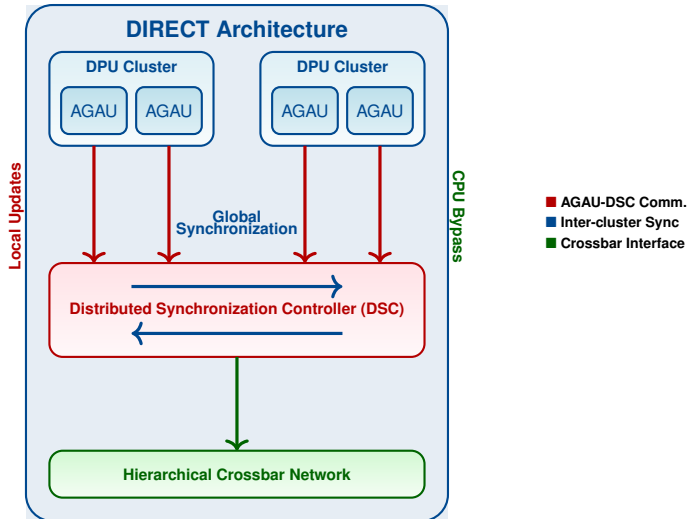 DIRECT Architecture
DPU Cluster
DPU Cluster
AGAU
AGAU
AGAU
AGAU
Local Updates
CPU Bypass
Global
Synchronization
AGAU-DSC Comm.
Inter-cluster Sync
Crossbar Interface
Distributed Synchronization Controller (DSC)
Hierarchical Crossbar Network